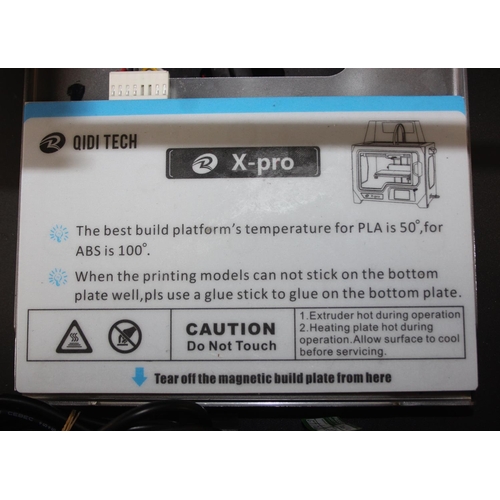 QIDI TECH
X-pro
The best build platform's temperature for PLA is 50°,for
ABS is 100°.
When the printing models can not stick on the bottom
plate well,pls use a glue stick to glue on the bottom plate.
CAUTION
Do Not Touch
1.Extruder hot during operation
2.Heating plate hot during
operation.Allow surface to cool
before servicing.
Tear off the magnetic build plate from here